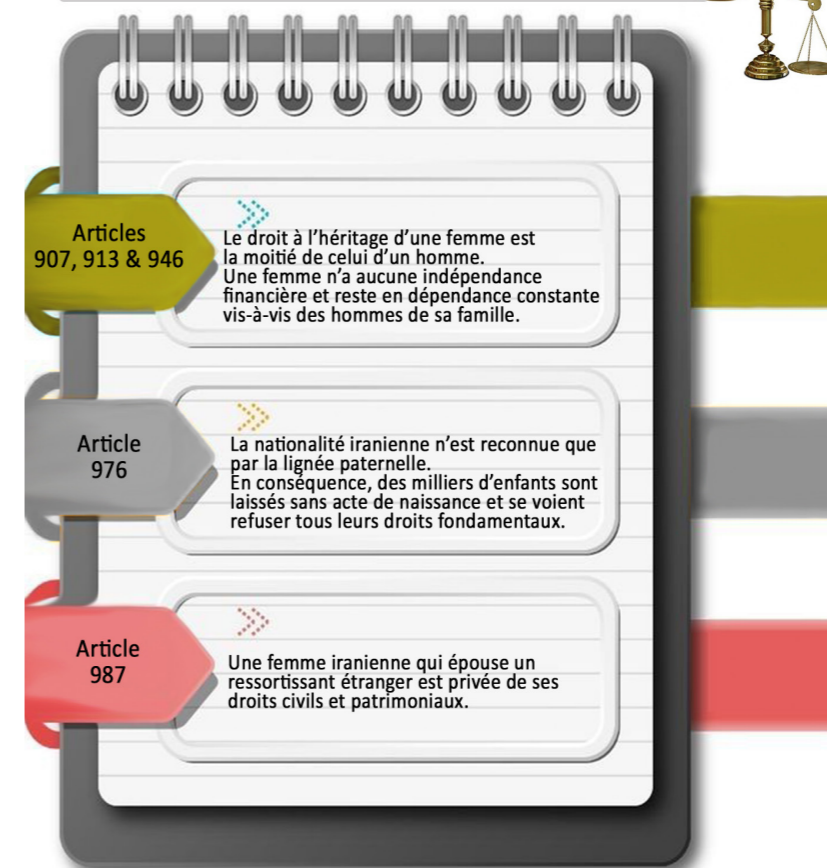 Articles
907, 913 & 946
Le droit à l’héritage d’une femme est
la moitié de celui d’un homme.
Une femme n’a aucune indépendance
financière et reste en dépendance constante
vis-à-vis des hommes de sa famille.
Article
976
La nationalité iranienne n’est reconnue que
par la lignée paternelle.
En conséquence, des milliers d’enfants sont
laissés sans acte de naissance et se voient
refuser tous leurs droits fondamentaux.
Article
987
Une femme iranienne qui épouse un
ressortissant étranger est privée de ses
droits civils et patrimoniaux.